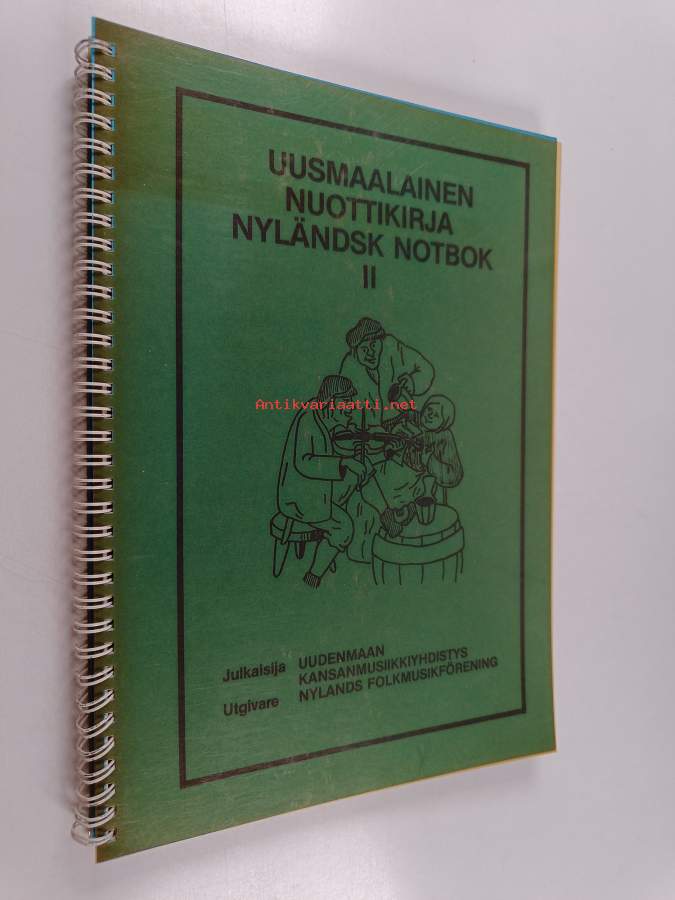 UUSMAALAINEN
NUOTTIKIRJA
NYLÄNDSK NOTBOK
II
Antikvariaatti.net
Julkaisija UUDENMAAN
KANSANMUSIIKKIYHDISTYS
Utgivare NYLANDS FOLKMUSIKFÖRENING